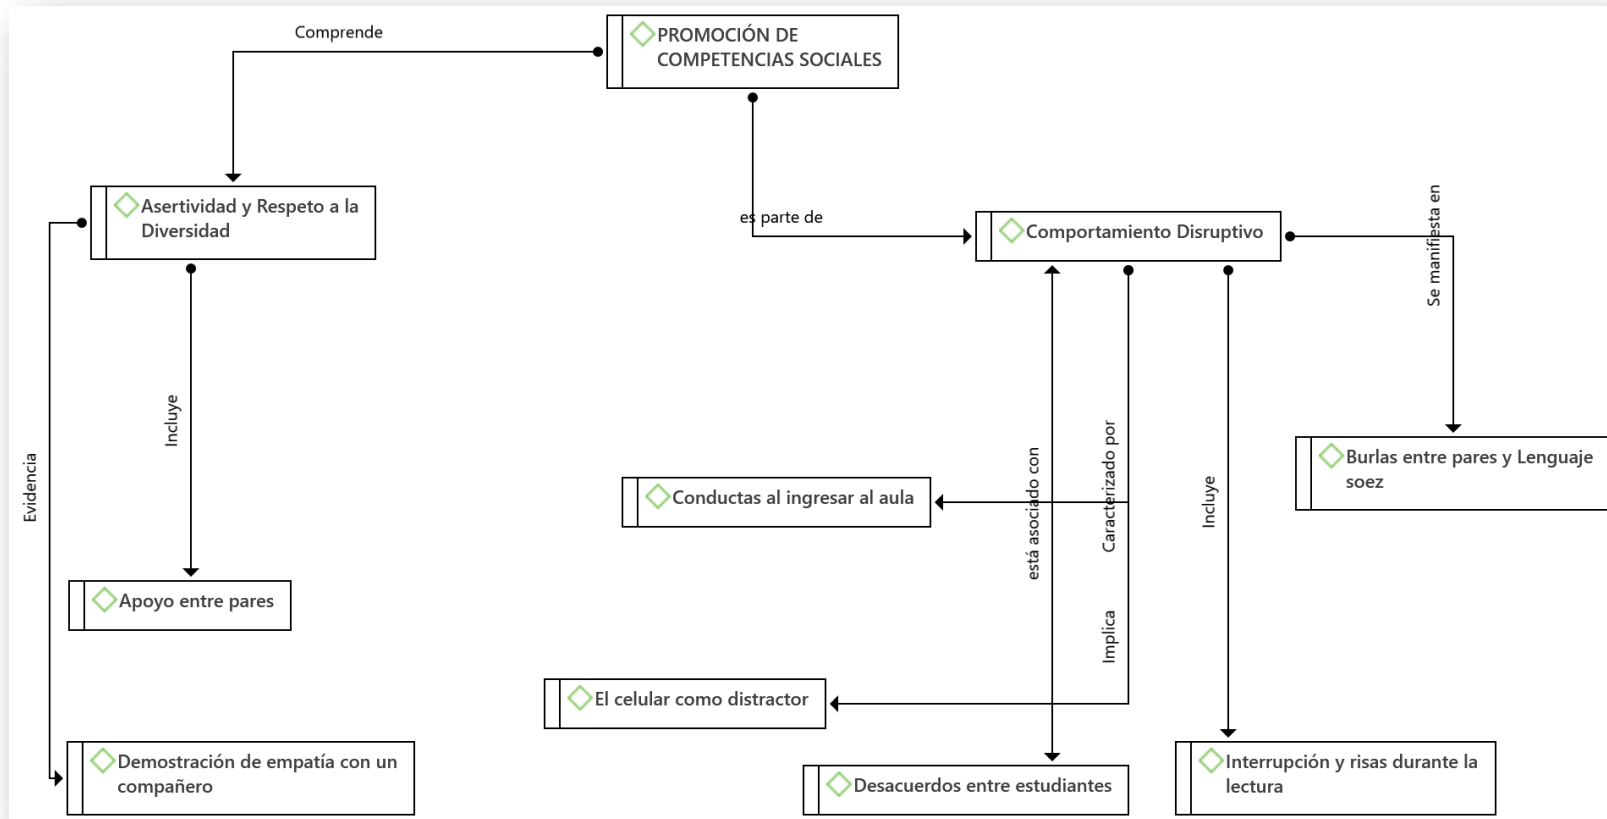 Comprende
PROMOCIÓN DE
COMPETENCIAS SOCIALES
Asertividad y Respeto a la
Diversidad
es parte de
Comportamiento Disruptivo
Se manifiesta en
Evidencia
Incluye
está asociado con
Caracterizado por
Incluye
Burlas entre pares y Lenguaje
soez
Conductas al ingresar al aula
Apoyo entre pares
Implica
El celular como distractor
Demostración de empatía con un
compañero
Desacuerdos entre estudiantes
Interrupción y risas durante la
lectura